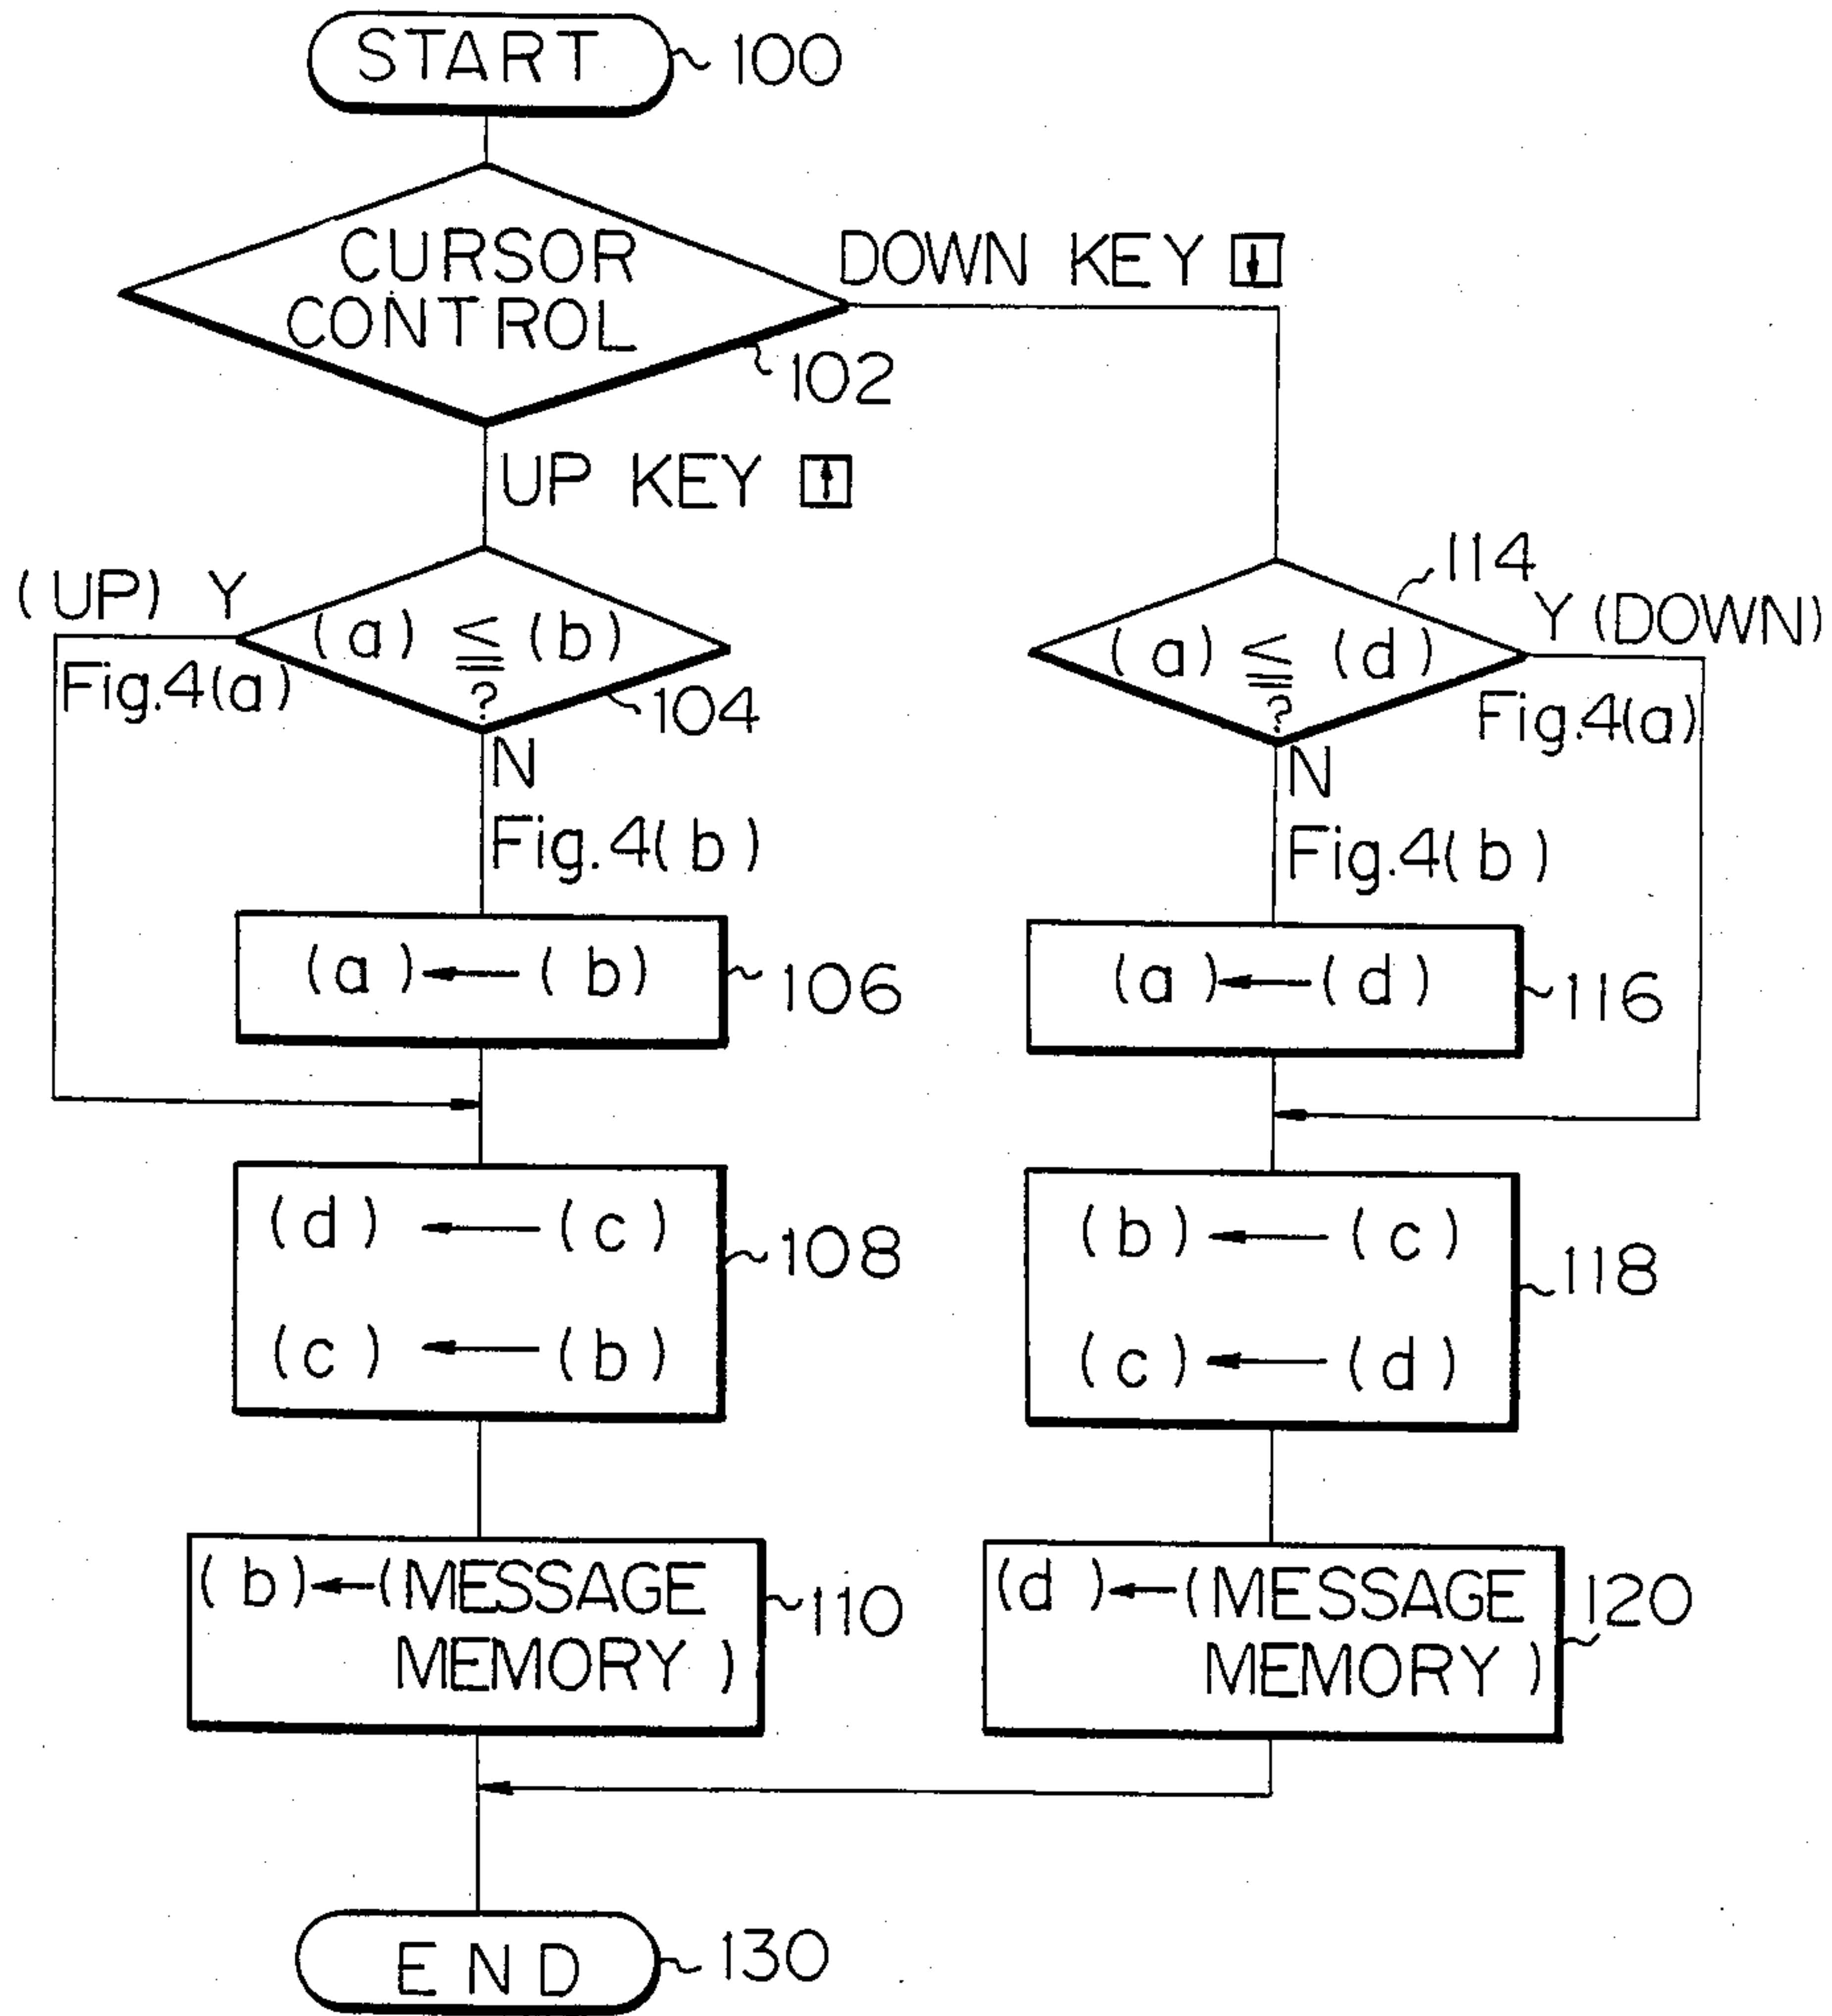 START
100
CURSOR
CONTROL
102
DOWN KEY ↓
UP KEY ↑
(UP) Y
(a) ≦ (b)
?
104
Fig.4(a)
N
Fig.4(b)
114
Y (DOWN)
(a) ≦ (d)
?
Fig.4(a)
N
Fig.4(b)
(a) ← (b)
106
(a) ← (d)
116
(d) ← (c)
(c) ← (b)
108
(b) ← (c)
(c) ← (d)
118
(b) ← (MESSAGE
MEMORY)
110
(d) ← (MESSAGE
MEMORY)
120
END
130